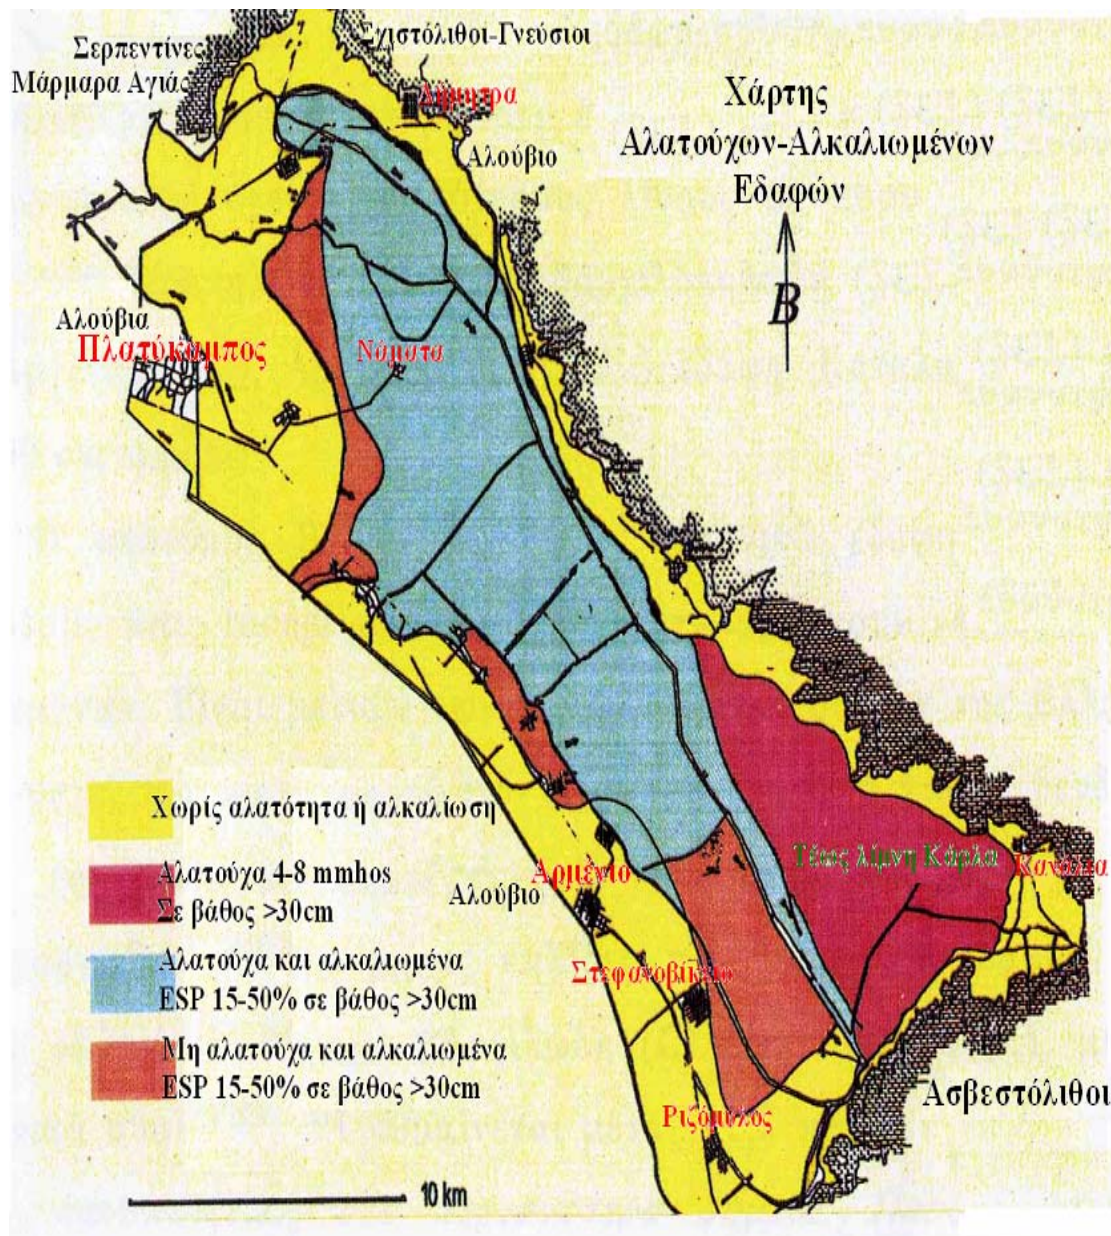 Σερπεντίνες
Μάρμαρα Αγιάς
Σχιστόλιθοι-Γνεύσιοι
Δήμητρα
Αλούβιο
Χάρτης
Αλατούχων-Αλκαλιωμένων
Εδαφών
Β
Αλούβια
Πλατύκαμπος
Νάματα
Χωρίς αλατότητα ή αλκαλίωση
Αλατούχα 4-8 mmhos
Σε βάθος >30cm
Αλατούχα και αλκαλιωμένα
ESP 15-50% σε βάθος >30cm
Μη αλατούχα και αλκαλιωμένα
ESP 15-50% σε βάθος >30cm
Τέως λίμνη Κάρλα
Κανάλια
Αρμένιο
Αλούβιο
Στεφανοβίκειο
Ριζόμυλος
Ασβεστόλιθοι
10 km